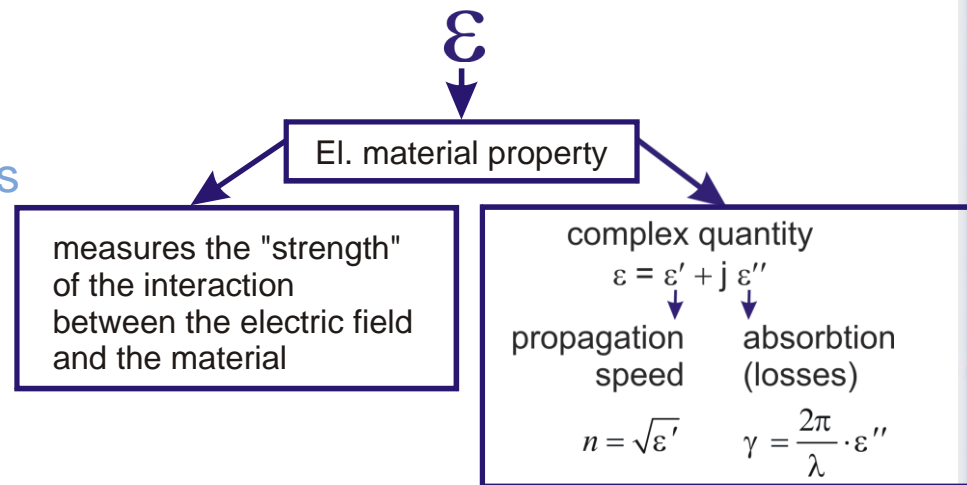 ε
El. material property
s
measures the "strength"
of the interaction
between the electric field
and the material
complex quantity
ε = ε′ + j ε″
propagation
speed
absorbtion
(losses)
n = √ε′
γ = 2π/λ · ε″